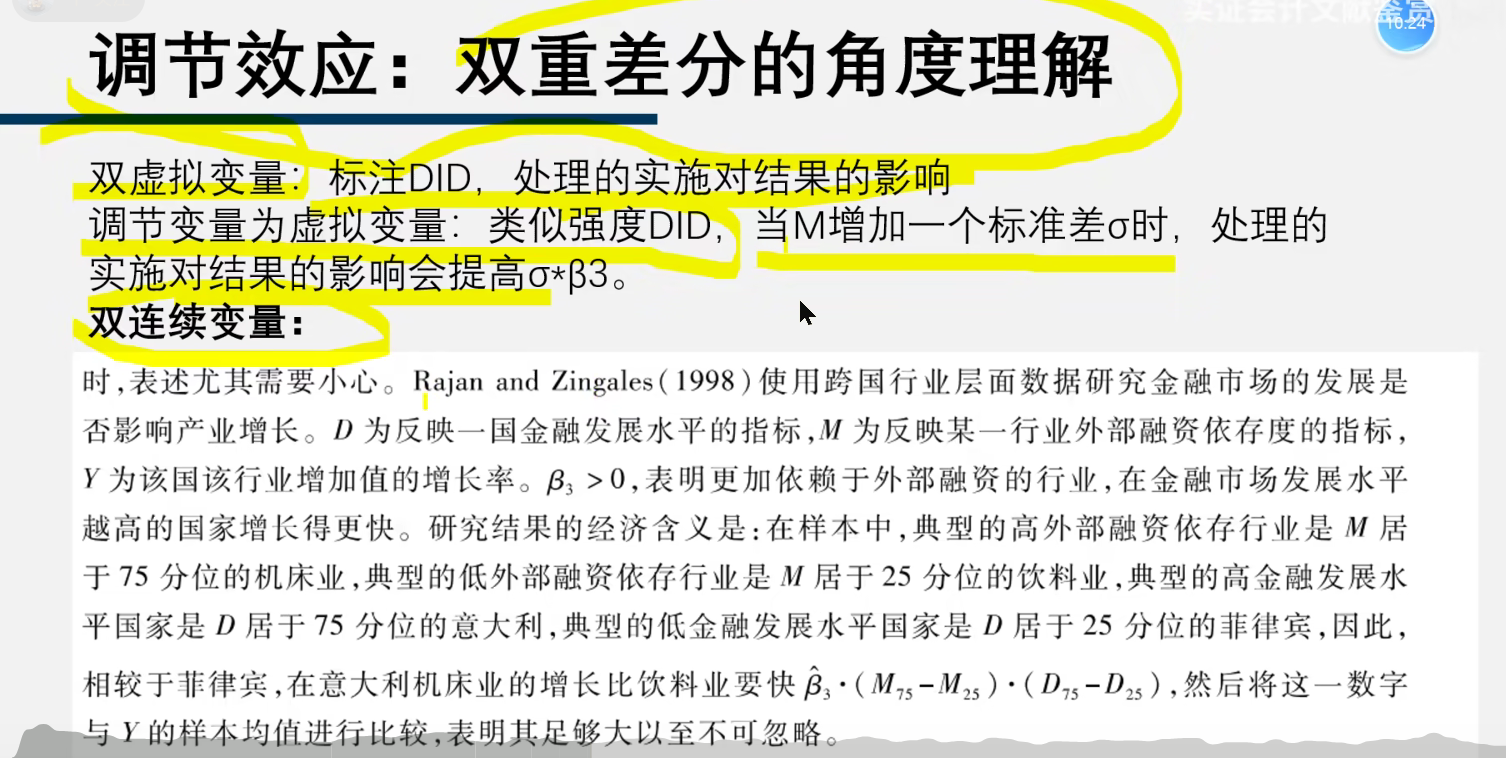 实证会计文献鉴赏
10:24
调节效应：双重差分的角度理解
双虚拟变量：标注DID，处理的实施对结果的影响
调节变量为虚拟变量：类似强度DID，当M增加一个标准差σ时，处理的
实施对结果的影响会提高σ*β3。
双连续变量：
时，表述尤其需要小心。Rajan and Zingales(1998)使用跨国行业层面数据研究金融市场的发展是
否影响产业增长。D 为反映一国金融发展水平的指标，M 为反映某一行业外部融资依存度的指标，
Y 为该国该行业增加值的增长率。β₃ >0，表明更加依赖于外部融资的行业，在金融市场发展水平
越高的国家增长得更快。研究结果的经济含义是：在样本中，典型的高外部融资依存行业是 M 居
于 75 分位的机床业，典型的低外部融资依存行业是 M 居于 25 分位的饮料业，典型的高金融发展水
平国家是 D 居于 75 分位的意大利，典型的低金融发展水平国家是 D 居于 25 分位的菲律宾，因此，
相较于菲律宾，在意大利机床业的增长比饮料业要快 β̂₃·(M₇₅-M₂₅)·(D₇₅-D₂₅)，然后将这一数字
与 Y 的样本均值进行比较，表明其足够大以至不可忽略。